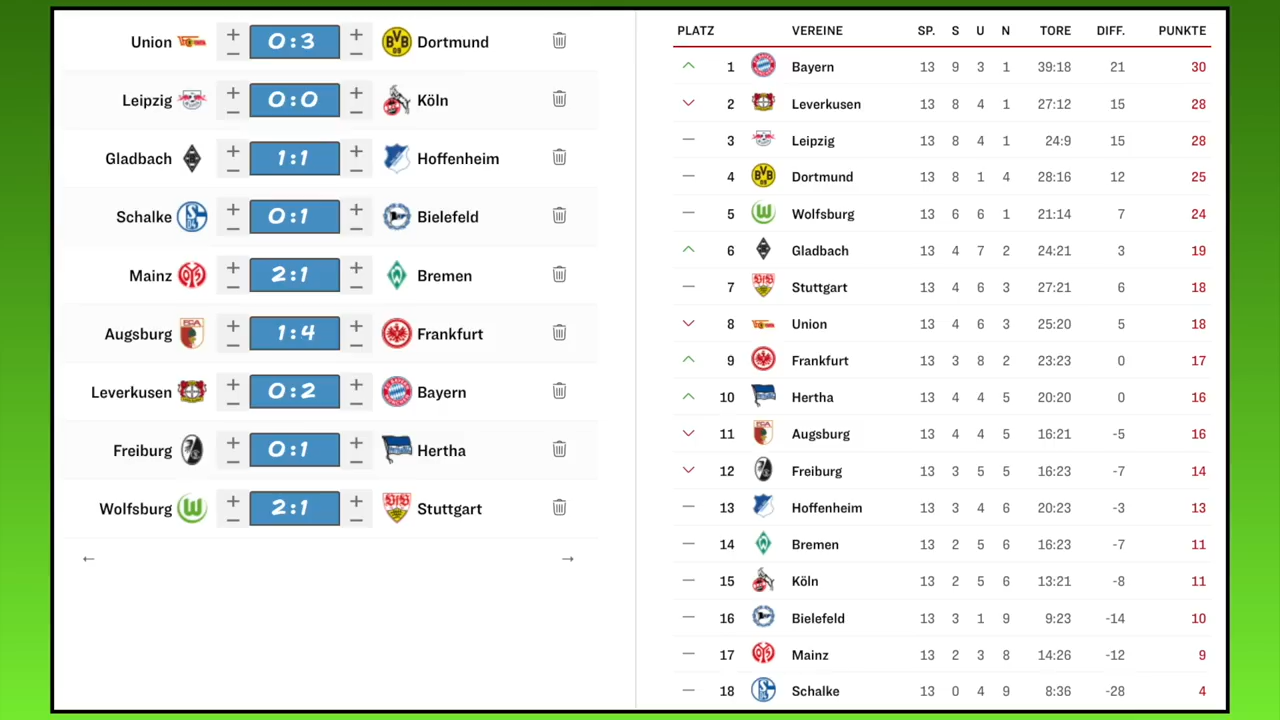 Union 0:3 Dortmund
Leipzig 0:0 Köln
Gladbach 1:1 Hoffenheim
Schalke 0:1 Bielefeld
Mainz 2:1 Bremen
Augsburg 1:4 Frankfurt
Leverkusen 0:2 Bayern
Freiburg 0:1 Hertha
Wolfsburg 2:1 Stuttgart
PLATZ VEREINE SP. S U N TORE DIFF. PUNKTE
1 Bayern 13 9 3 1 39:18 21 30
2 Leverkusen 13 8 4 1 27:12 15 28
3 Leipzig 13 8 4 1 24:9 15 28
4 Dortmund 13 8 1 4 28:16 12 25
5 Wolfsburg 13 6 6 1 21:14 7 24
6 Gladbach 13 4 7 2 24:21 3 19
7 Stuttgart 13 4 6 3 27:21 6 18
8 Union 13 4 6 3 25:20 5 18
9 Frankfurt 13 3 8 2 23:23 0 17
10 Hertha 13 4 4 5 20:20 0 16
11 Augsburg 13 4 4 5 16:21 -5 16
12 Freiburg 13 3 5 5 16:23 -7 14
13 Hoffenheim 13 3 4 6 20:23 -3 13
14 Bremen 13 2 5 6 16:23 -7 11
15 Köln 13 2 5 6 13:21 -8 11
16 Bielefeld 13 3 1 9 9:23 -14 10
17 Mainz 13 2 3 8 14:26 -12 9
18 Schalke 13 0 4 9 8:36 -28 4